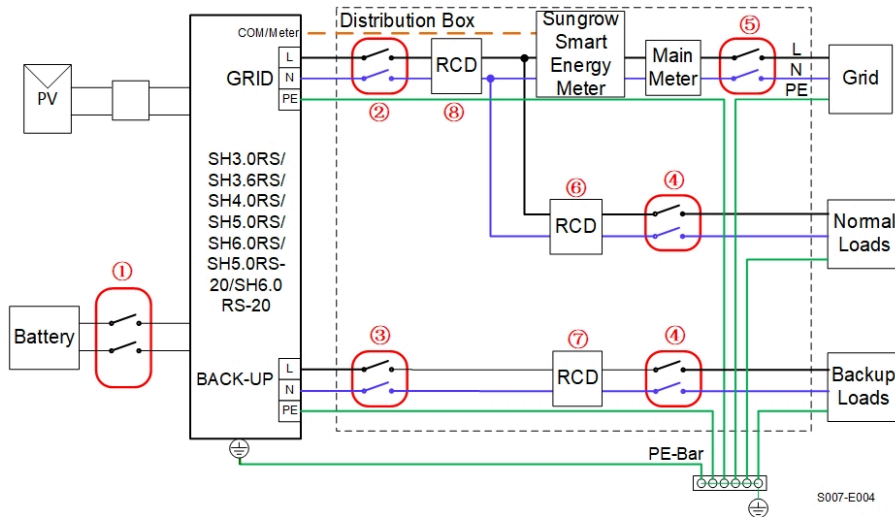 COM/Meter
Distribution Box
Sungrow
Smart
Energy
Meter
Main
Meter
⑤
L
N
PE
Grid
PV
GRID
L
N
PE
②
RCD
⑧
SH3.0RS/
SH3.6RS/
SH4.0RS/
SH5.0RS/
SH6.0RS/
SH5.0RS-
20/SH6.0
RS-20
⑥
RCD
④
Normal
Loads
①
Battery
③
⑦
RCD
④
BACK-UP
L
N
PE
Backup
Loads
PE-Bar
S007-E004